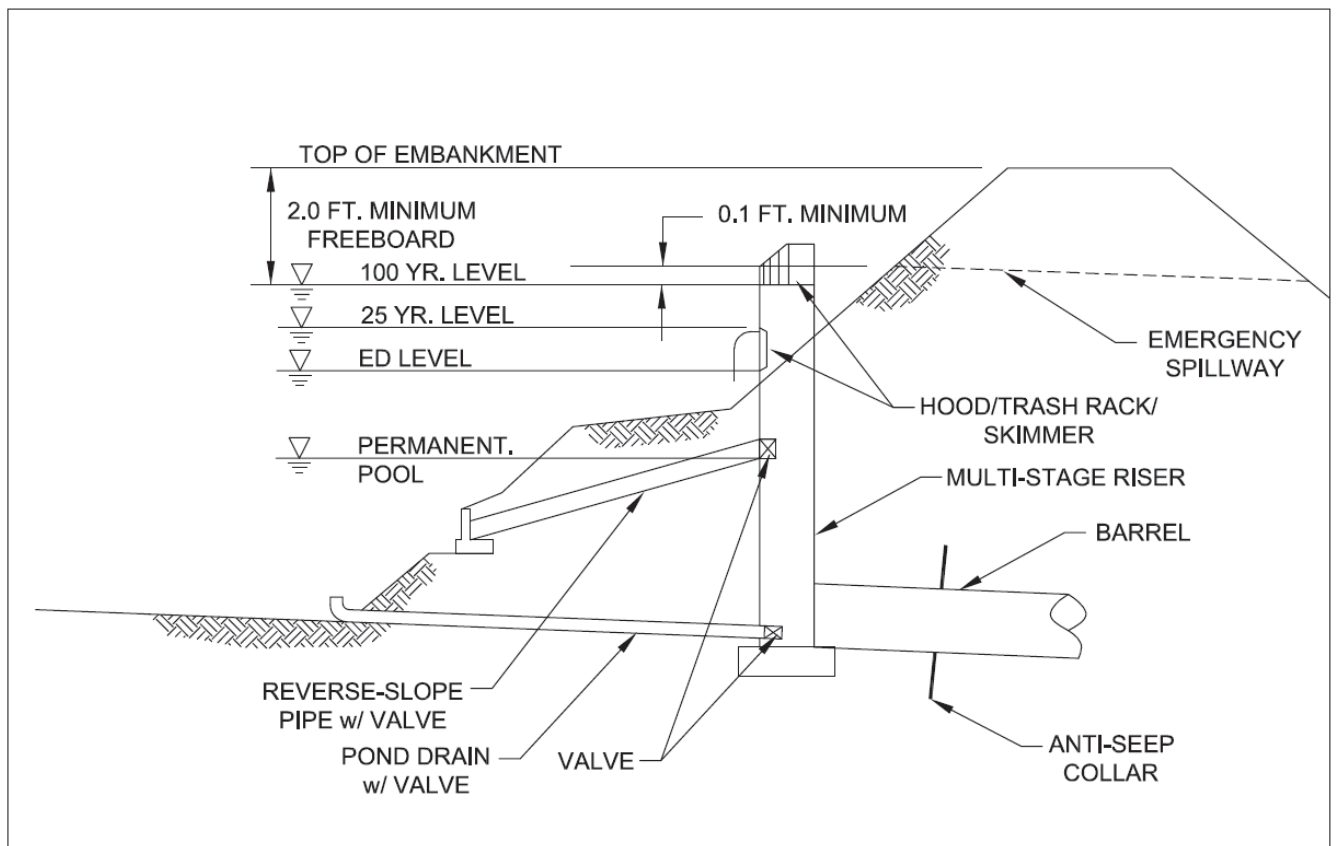 TOP OF EMBANKMENT
2.0 FT. MINIMUM
FREEBOARD
0.1 FT. MINIMUM
100 YR. LEVEL
25 YR. LEVEL
ED LEVEL
EMERGENCY
SPILLWAY
HOOD/TRASH RACK/
SKIMMER
PERMANENT.
POOL
MULTI-STAGE RISER
BARREL
REVERSE-SLOPE
PIPE w/ VALVE
POND DRAIN
w/ VALVE
VALVE
ANTI-SEEP
COLLAR